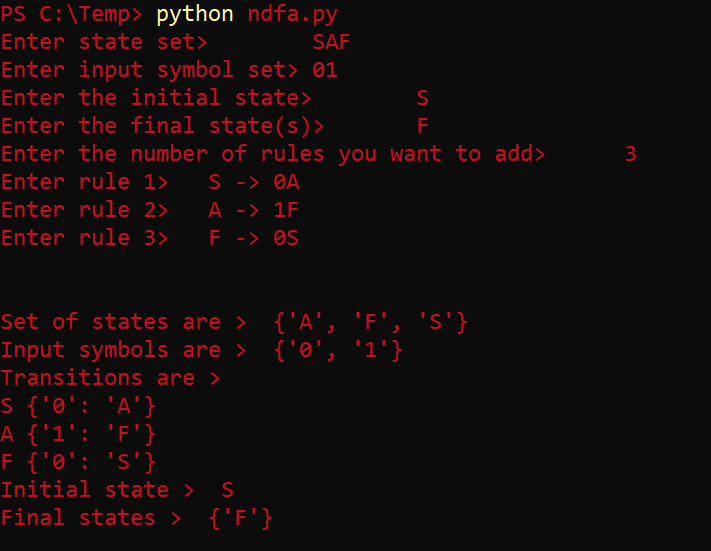 PS C:\Temp> python ndfa.py
Enter state set>        SAF
Enter input symbol set> 01
Enter the initial state>        S
Enter the final state(s)>       F
Enter the number of rules you want to add>      3
Enter rule 1>   S -> 0A
Enter rule 2>   A -> 1F
Enter rule 3>   F -> 0S
Set of states are >  {'A', 'F', 'S'}
Input symbols are >  {'0', '1'}
Transitions are >
S {'0': 'A'}
A {'1': 'F'}
F {'0': 'S'}
Initial state >  S
Final states >  {'F'}